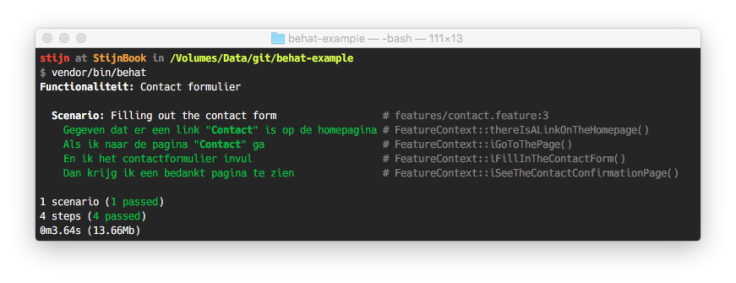 behat-example — -bash — 111×13
stijn at StijnBook in /Volumes/Data/git/behat-example
$ vendor/bin/behat
Functionaliteit: Contact formulier
Scenario: Filling out the contact form # features/contact.feature:3
Gegeven dat er een link "Contact" is op de homepagina # FeatureContext::thereIsALinkOnTheHomepage()
Als ik naar de pagina "Contact" ga # FeatureContext::iGoToThePage()
En ik het contactformulier invul # FeatureContext::iFillInTheContactForm()
Dan krijg ik een bedankt pagina te zien # FeatureContext::iSeeTheContactConfirmationPage()
1 scenario (1 passed)
4 steps (4 passed)
0m3.64s (13.66Mb)